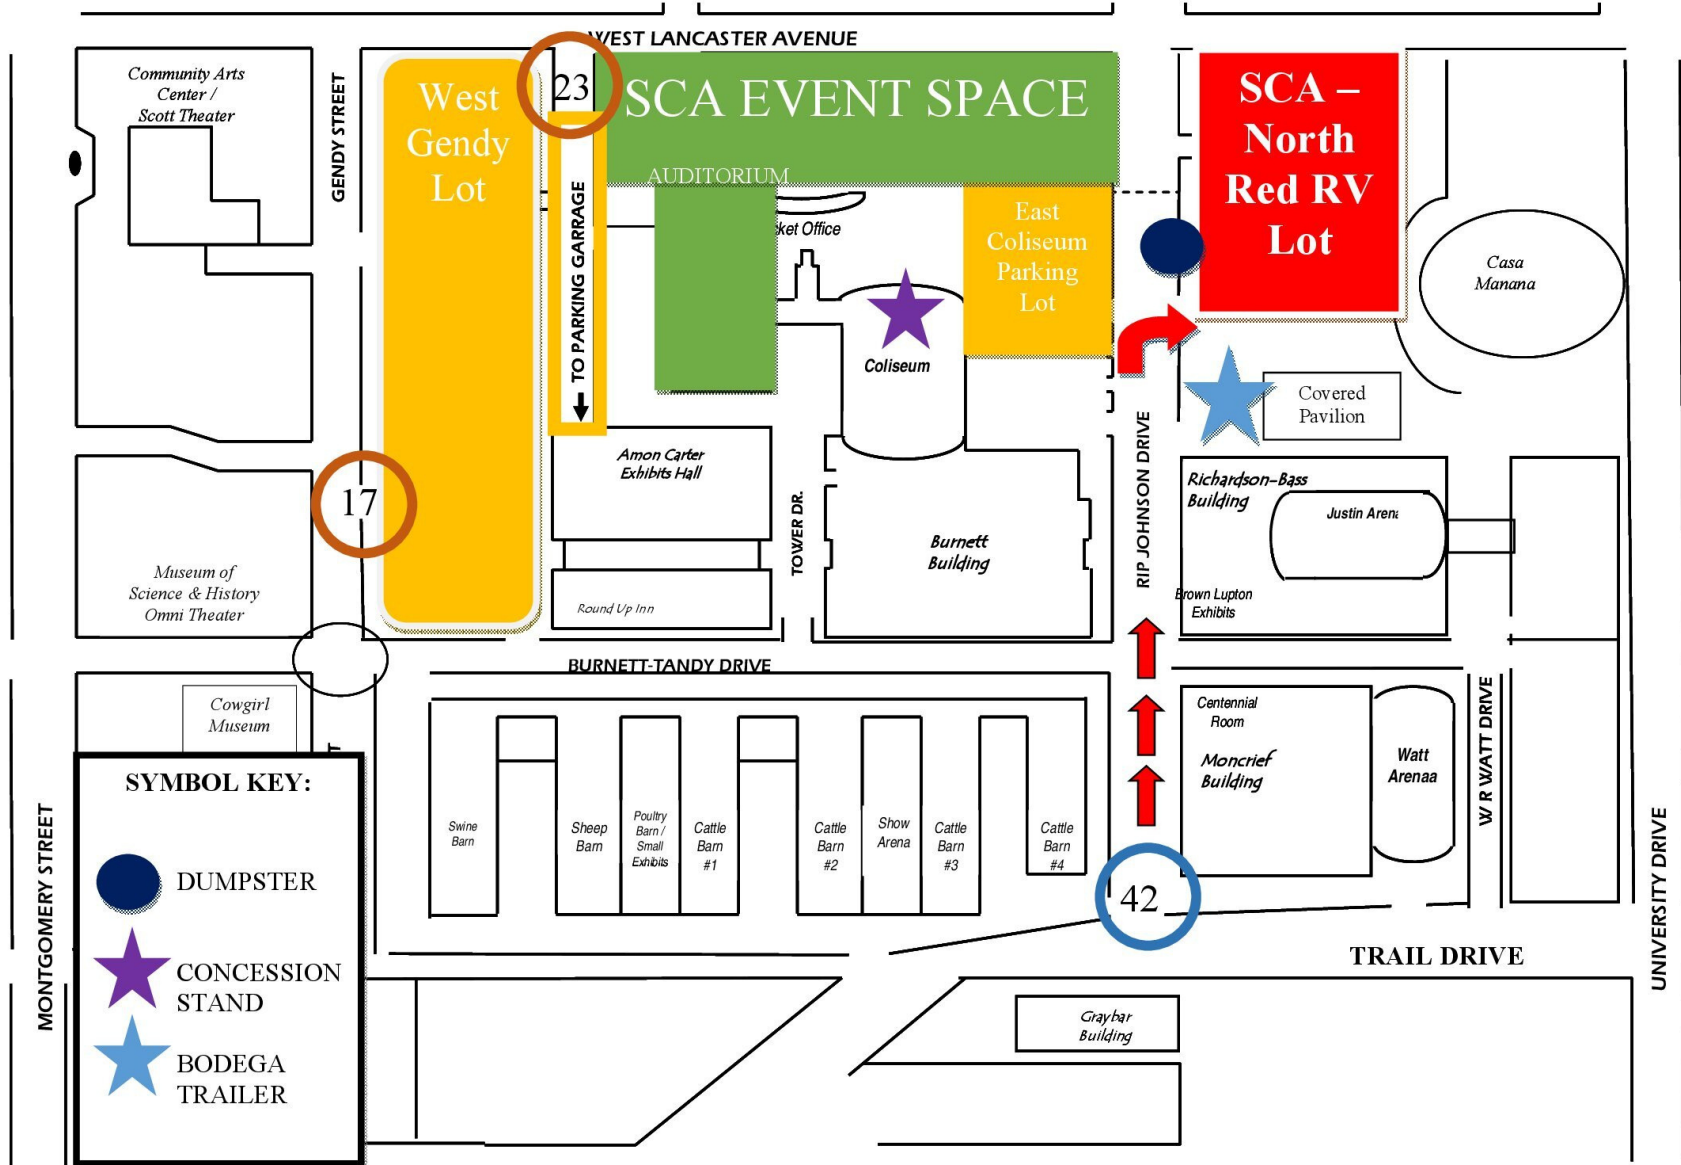 WEST LANCASTER AVENUE
Community Arts
Center /
Scott Theater
GENDY STREET
West
Gendy
Lot
23
SCA EVENT SPACE
AUDITORIUM
TO PARKING GARRAGE
ket Office
East
Coliseum
Parking
Lot
SCA –
North
Red RV
Lot
Casa
Manana
Coliseum
Covered
Pavilion
17
Amon Carter
Exhibits Hall
TOWER DR.
Burnett
Building
RIP JOHNSON DRIVE
Richardson-Bass
Building
Justin Arena
Brown Lupton
Exhibits
Museum of
Science & History
Omni Theater
Round Up Inn
BURNETT-TANDY DRIVE
Cowgirl
Museum
T
Centennial
Room
Moncrief
Building
Watt
Arenaa
W R WATT DRIVE
Swine
Barn
Sheep
Barn
Poultry
Barn /
Small
Exhibits
Cattle
Barn
#1
Cattle
Barn
#2
Show
Arena
Cattle
Barn
#3
Cattle
Barn
#4
42
TRAIL DRIVE
MONTGOMERY STREET
UNIVERSITY DRIVE
Graybar
Building
SYMBOL KEY:
DUMPSTER
CONCESSION
STAND
BODEGA
TRAILER